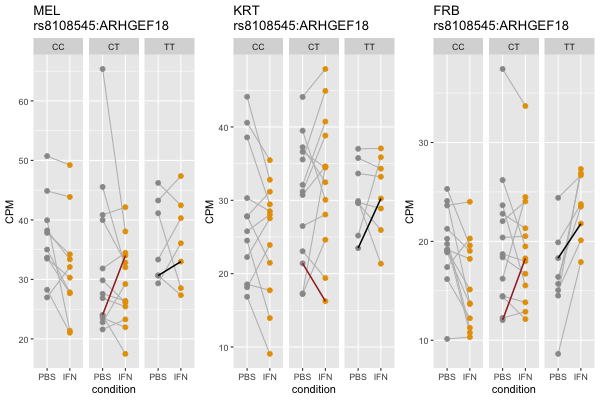 MEL
rs8108545:ARHGEF18
CC CT TT
60
50
40
30
20
CPM
PBS IFN PBS IFN PBS IFN
condition
KRT
rs8108545:ARHGEF18
CC CT TT
40
30
20
10
CPM
PBS IFN PBS IFN PBS IFN
condition
FRB
rs8108545:ARHGEF18
CC CT TT
30
20
10
CPM
PBS IFN PBS IFN PBS IFN
condition